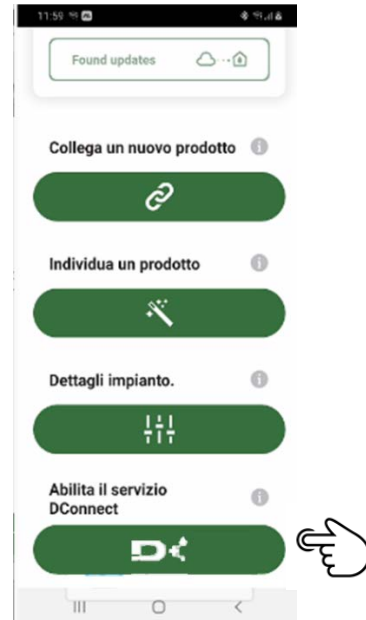 11:59
Found updates
Collega un nuovo prodotto
Individua un prodotto
Dettagli impianto.
Abilita il servizio
DConnect